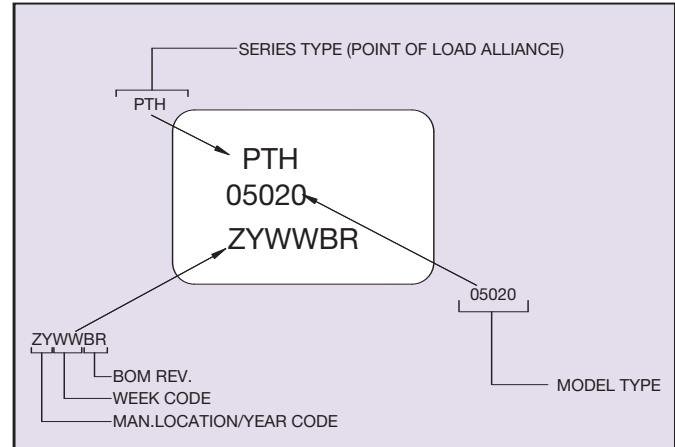 SERIES TYPE (POINT OF LOAD ALLIANCE)
PTH
PTH
05020
ZYWWBR
05020
ZYWWBR
BOM REV.
WEEK CODE
MODEL TYPE
MAN.LOCATION/YEAR CODE